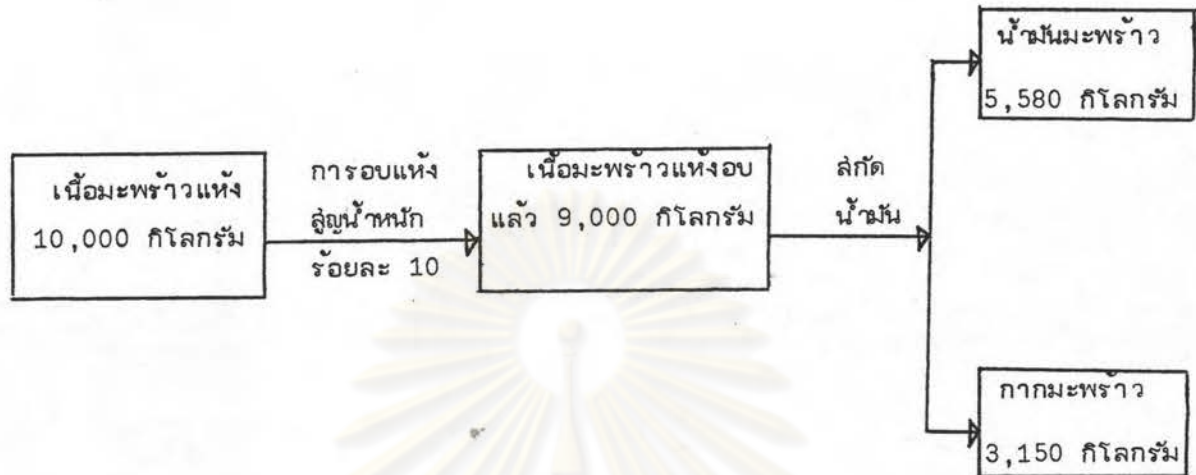 เนื้อมะพร้าวแห้ง
10,000 กิโลกรัม
การอบแห้ง
สูญน้ำหนัก
ร้อยละ 10
เนื้อมะพร้าวแห้งอบ
แล้ว 9,000 กิโลกรัม
สกัด
น้ำมัน
น้ำมันมะพร้าว
5,580 กิโลกรัม
กากมะพร้าว
3,150 กิโลกรัม